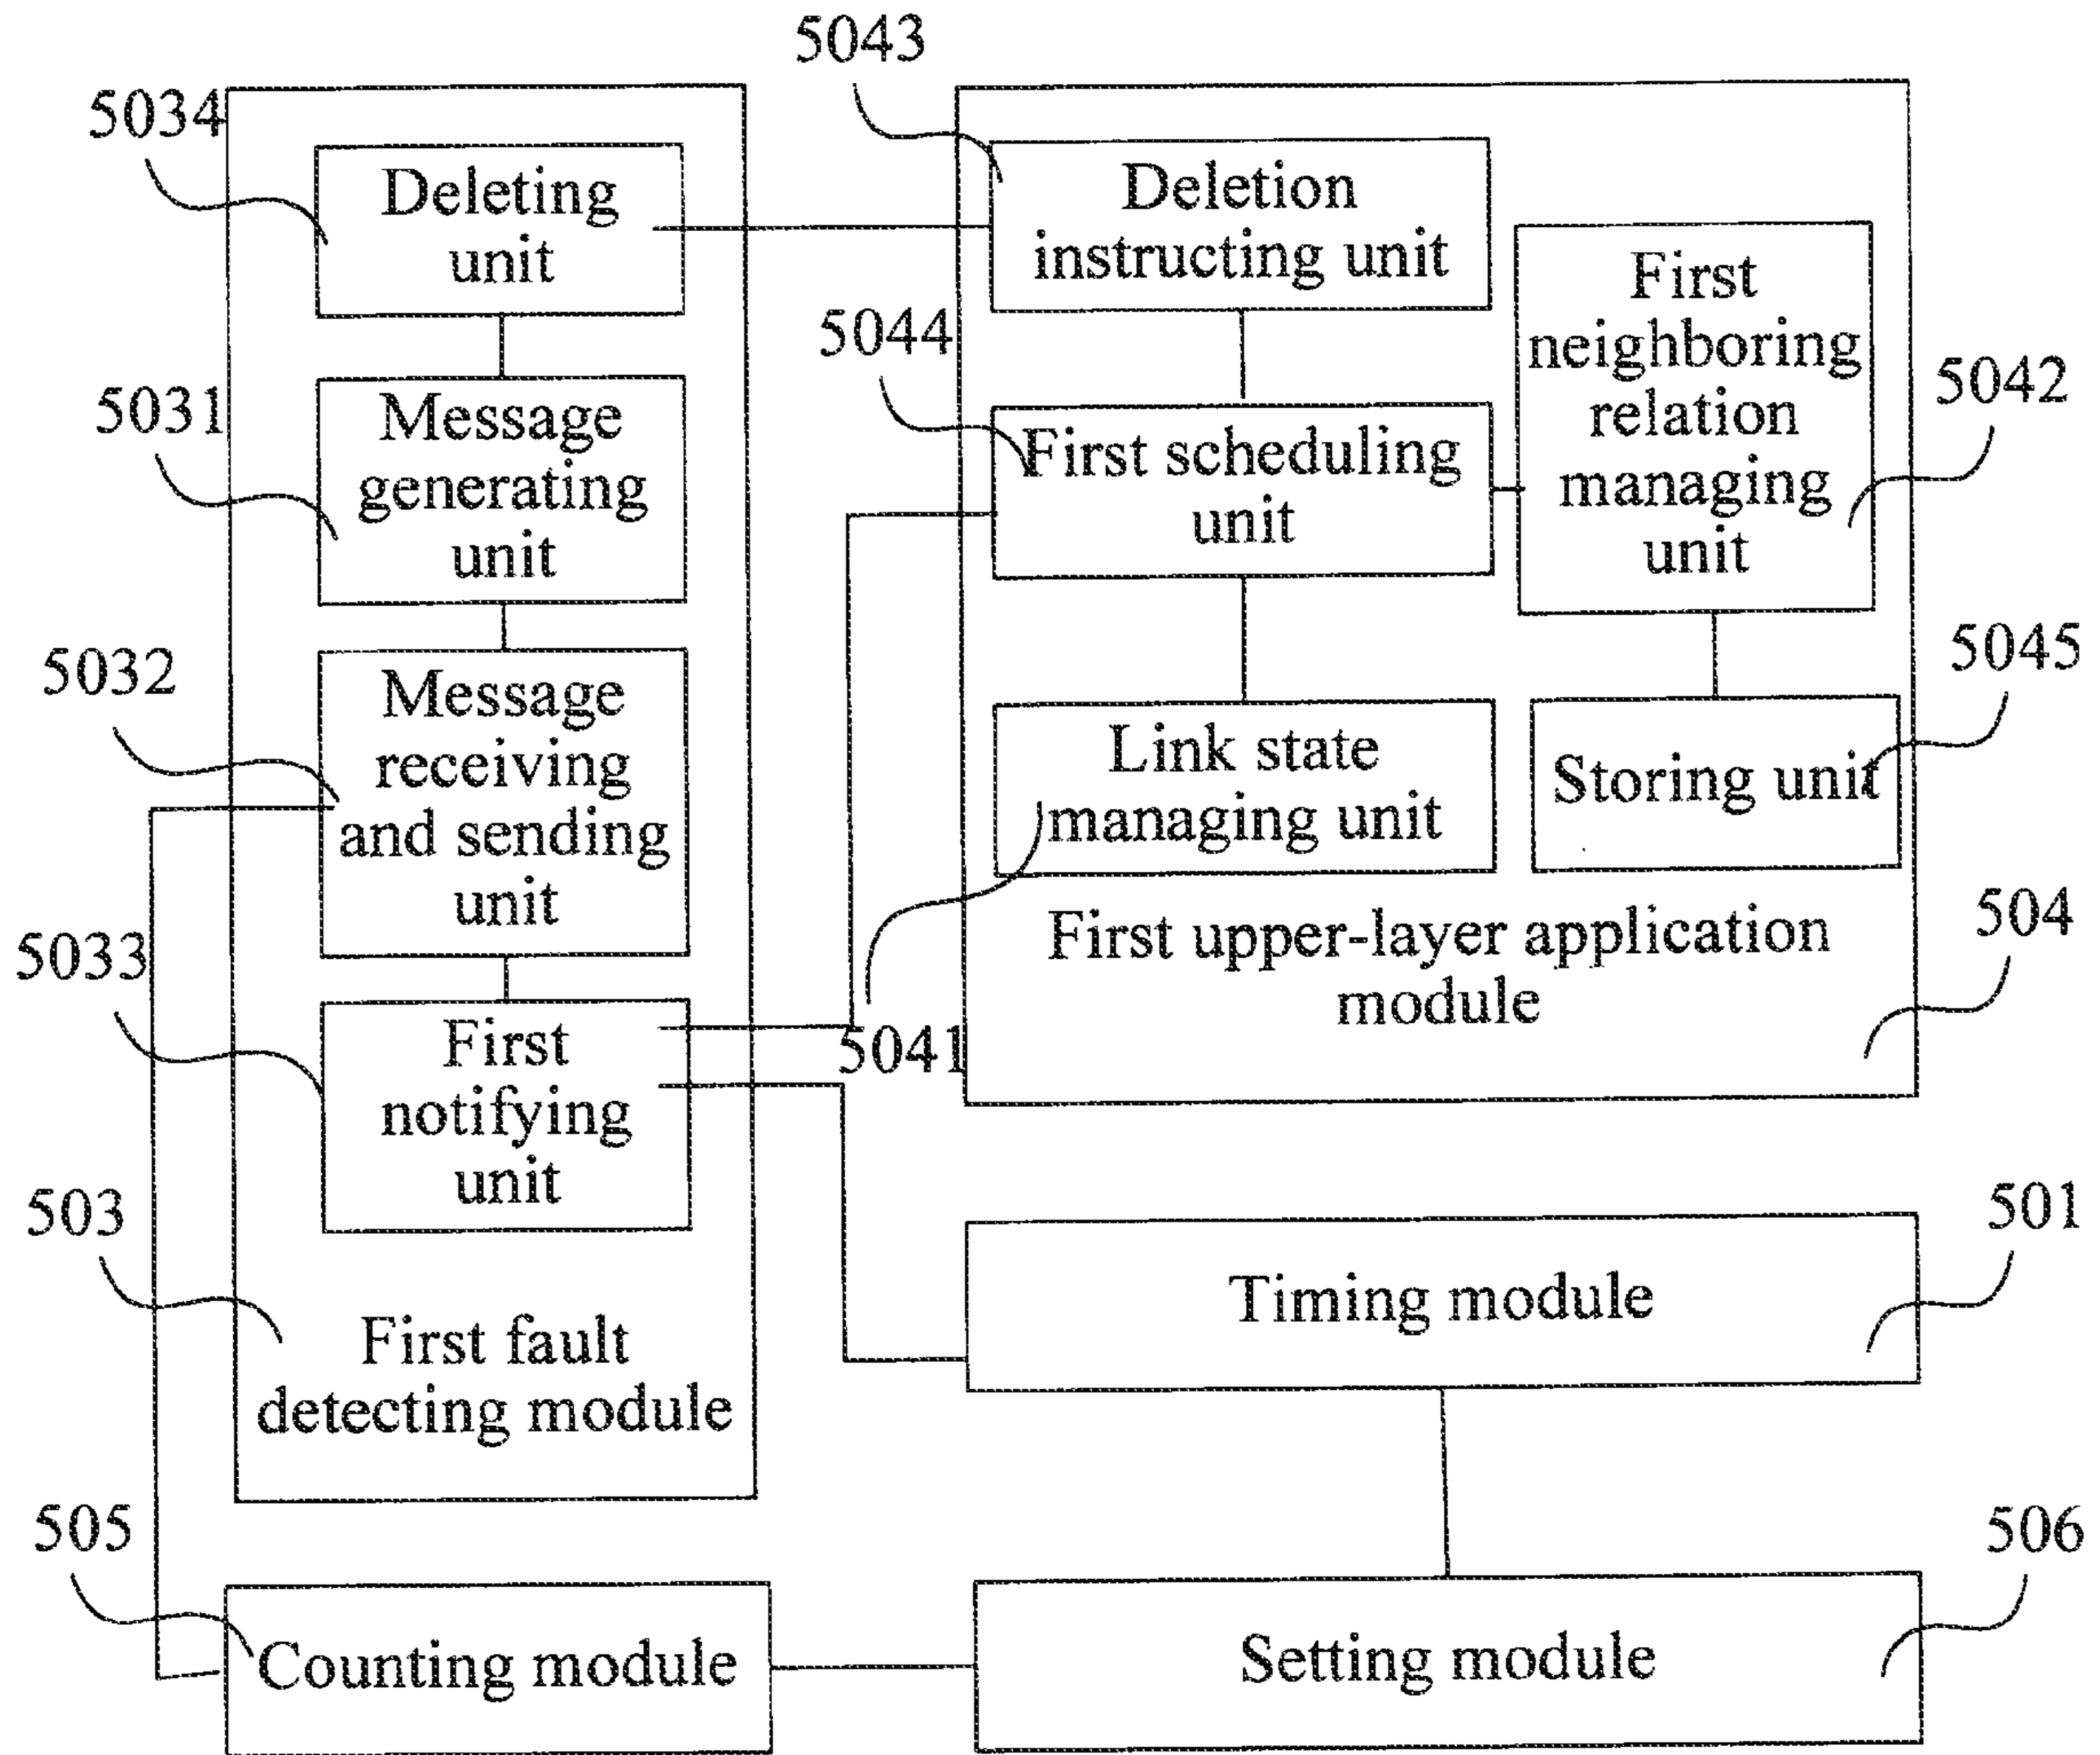 5043
5034
Deleting
unit
Deletion
instructing unit
First
neighboring
relation
managing
unit
5044
5042
5031
Message
generating
unit
First scheduling
unit
5032
Message
receiving
and sending
unit
5045
Link state
managing unit
Storing unit
5033
First upper-layer application
module
504
First
notifying
unit
5041
503
501
Timing module
First fault
detecting module
505
506
Counting module
Setting module